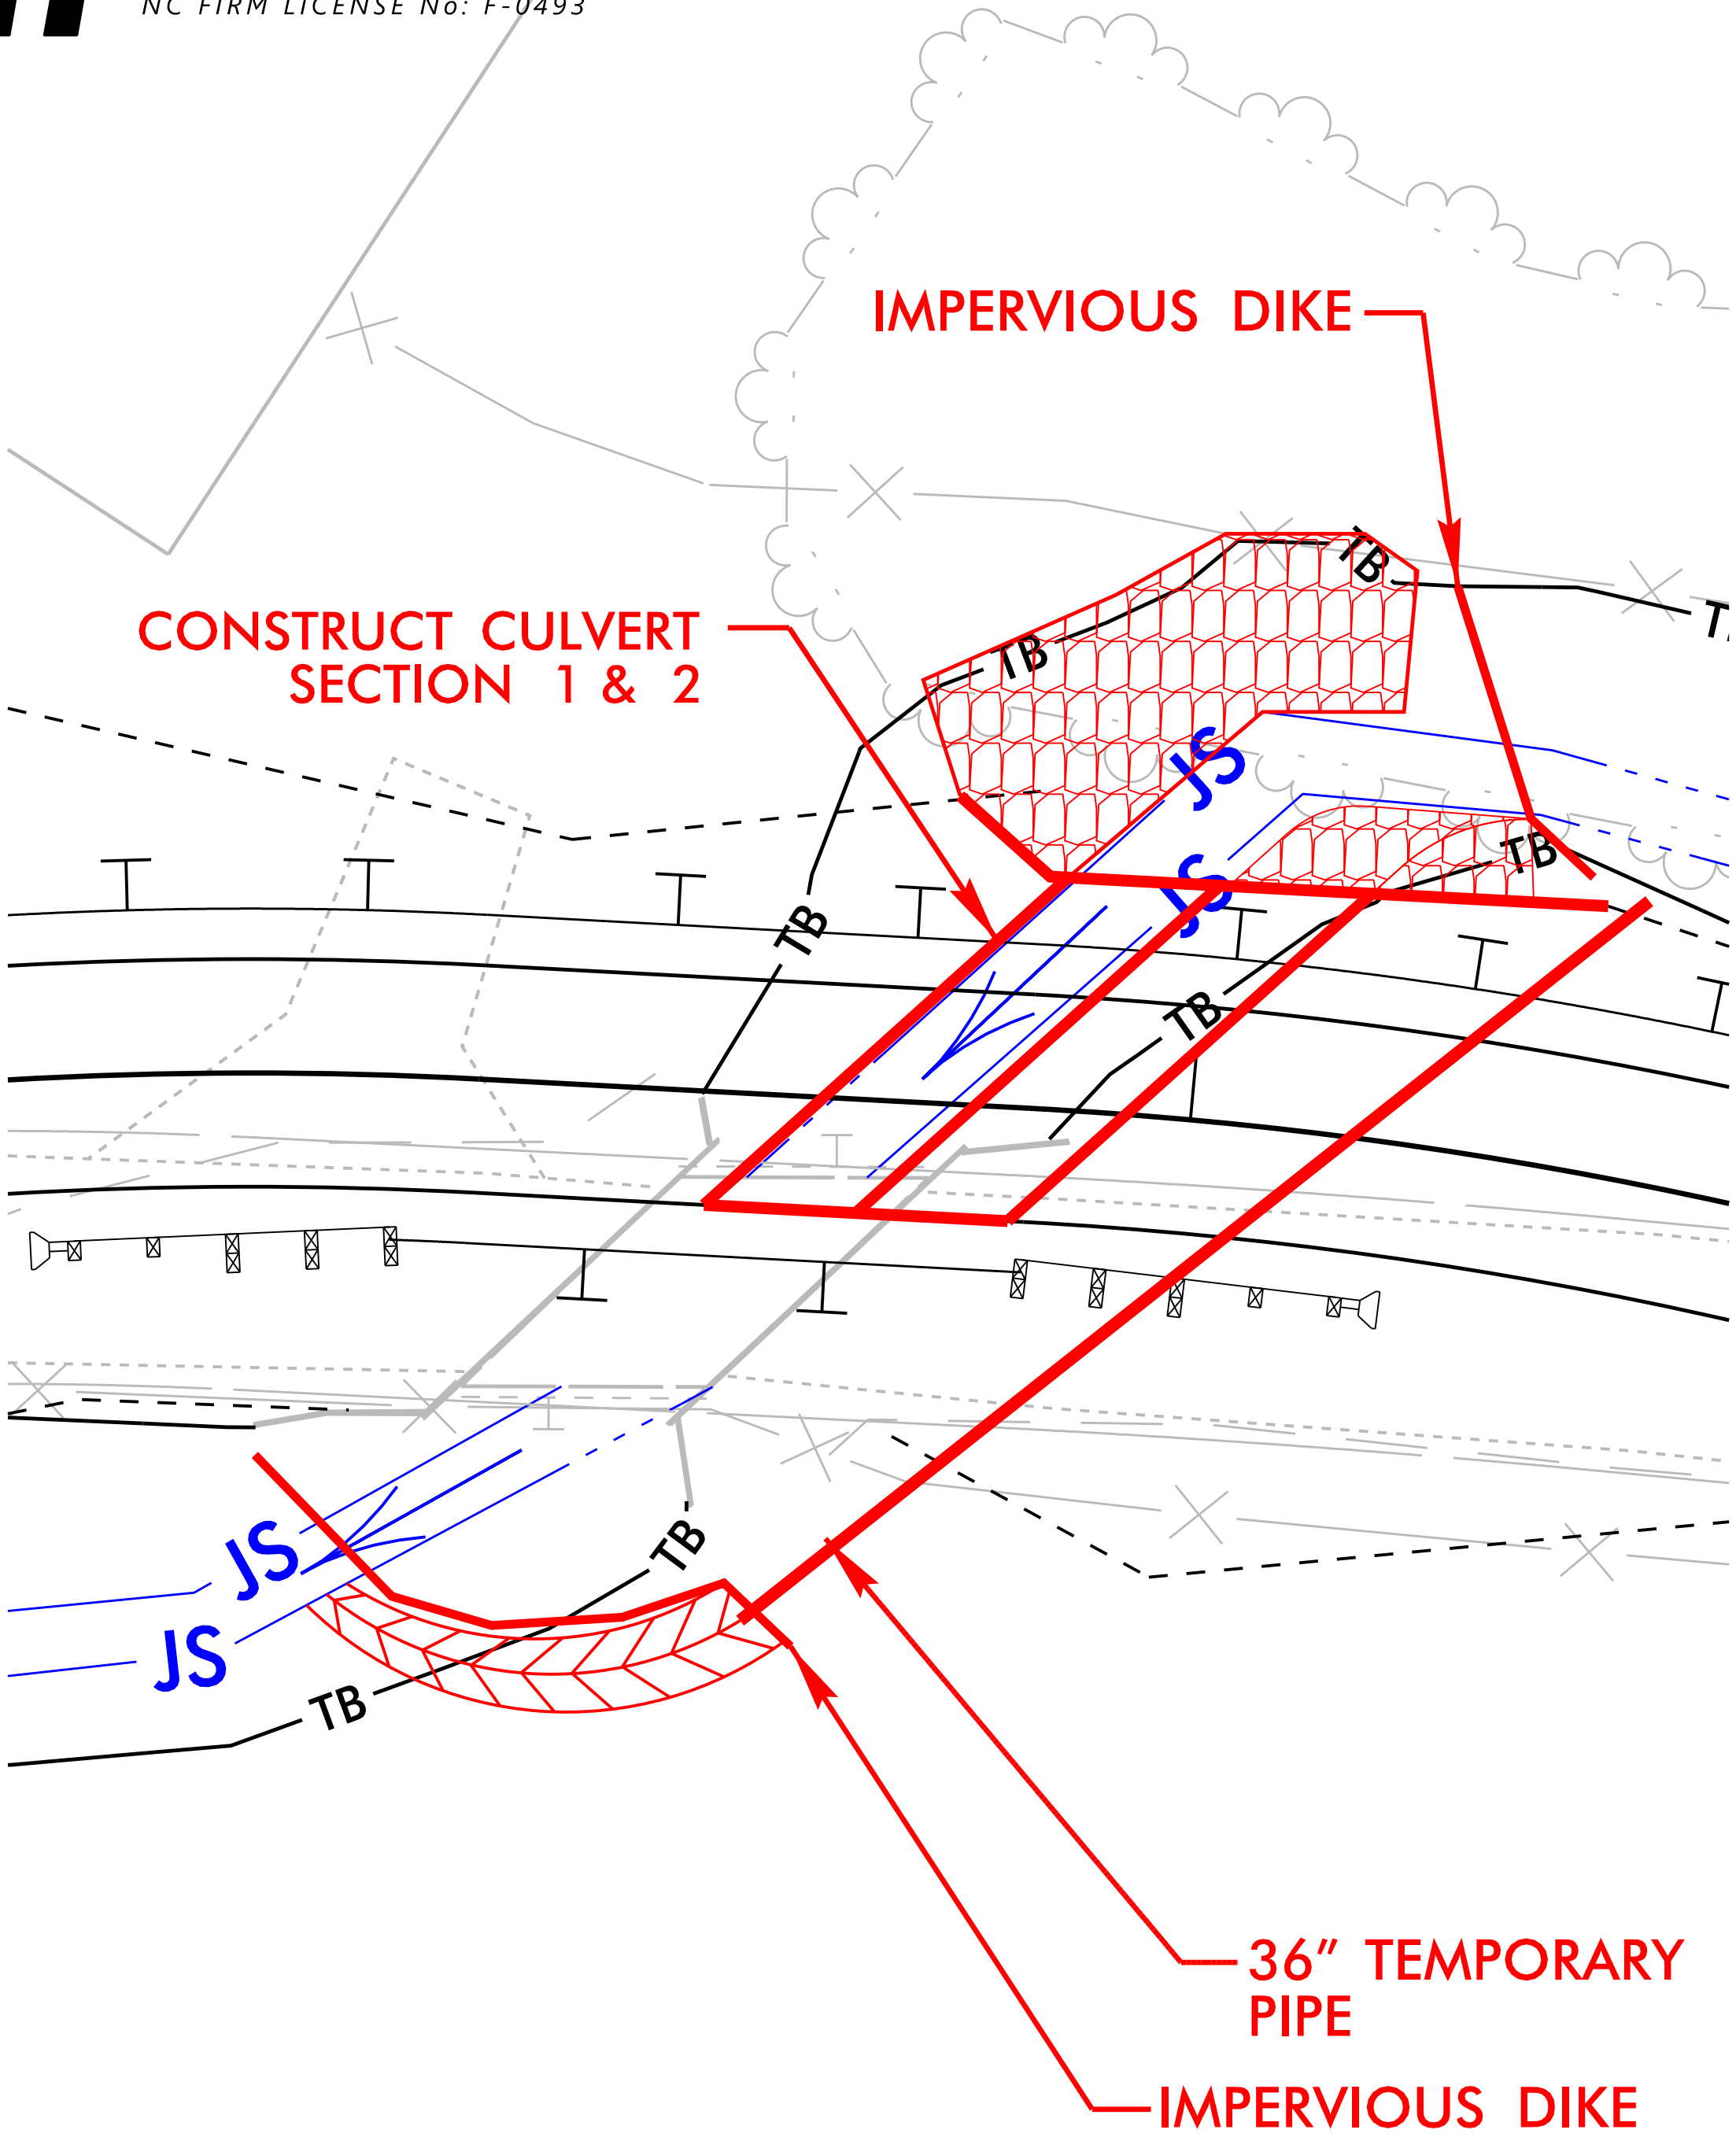 NC FIRM LICENSE No: F-0493
IMPERVIOUS DIKE
TB
CONSTRUCT CULVERT
SECTION 1 & 2
TB
JS
TB
JS
TB
TB
JS
TB
JS
TB
36" TEMPORARY
PIPE
IMPERVIOUS DIKE